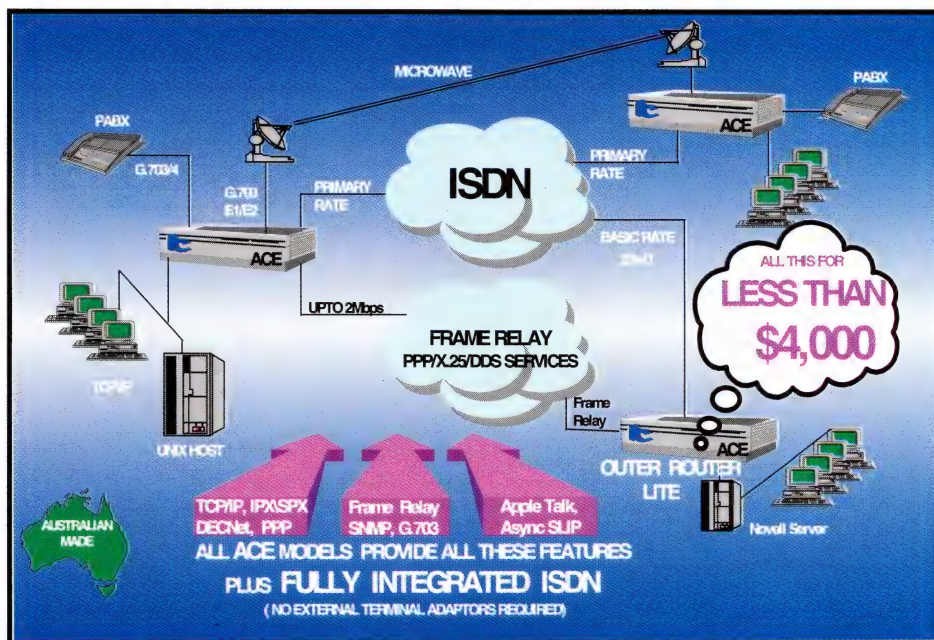 MICROWAVE
PABX
PABX
ACE
G.703/4
G.703
E1/E2
PRIMARY
RATE
ISDN
PRIMARY
RATE
ACE
BASIC RATE
ALL THIS FOR
LESS THAN
$4,000
UPTO 2Mbps
FRAME RELAY
PPP/X.25/DDS SERVICES
TCP/IP
UNIX HOST
Frame
Relay
ACE
OUTER ROUTER
LITE
Novell Server
TCP/IP, IPX\SPX
DECNet, PPP
Frame Relay
SNMP, G.703
Apple Talk,
Async SLIP
AUSTRALIAN
MADE
ALL ACE MODELS PROVIDE ALL THESE FEATURES
PLUS FULLY INTEGRATED ISDN
( NO EXTERNAL TERMINAL ADAPTORS REQUIRED)